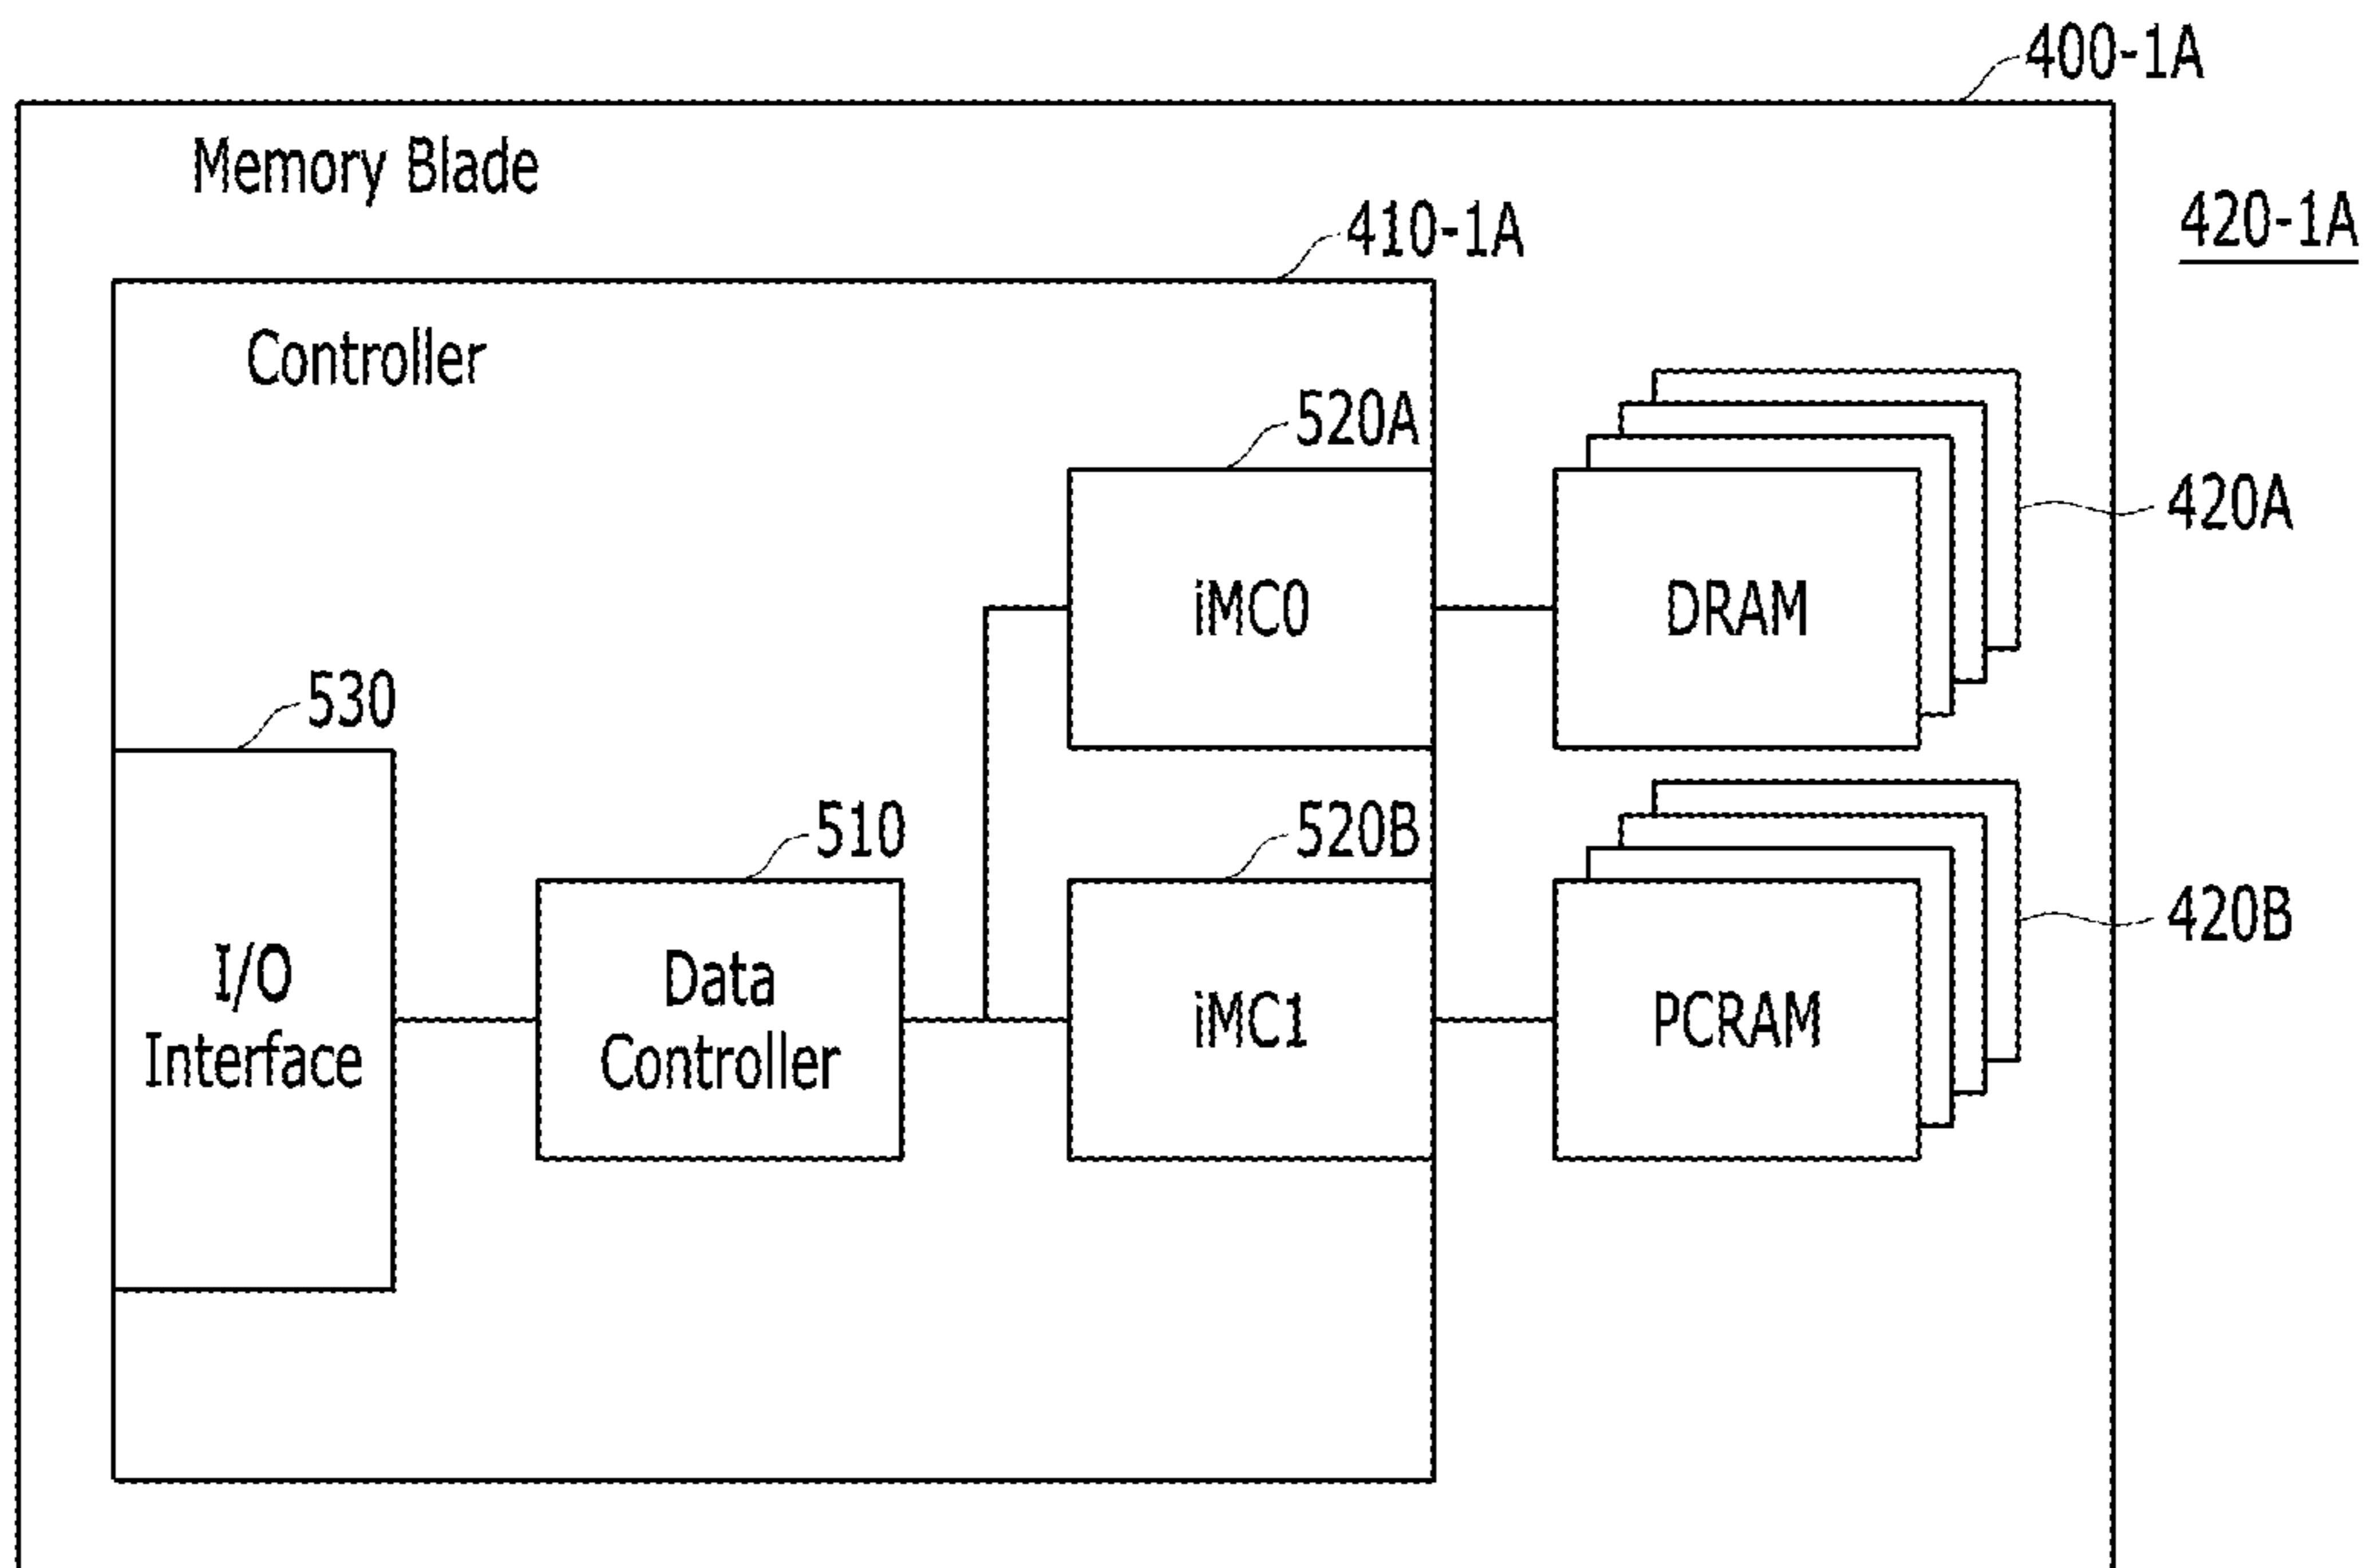 400-1A
Memory Blade
420-1A
410-1A
Controller
520A
420A
iMC0
DRAM
530
510
520B
420B
I/O
Interface
Data
Controller
iMC1
PCRAM